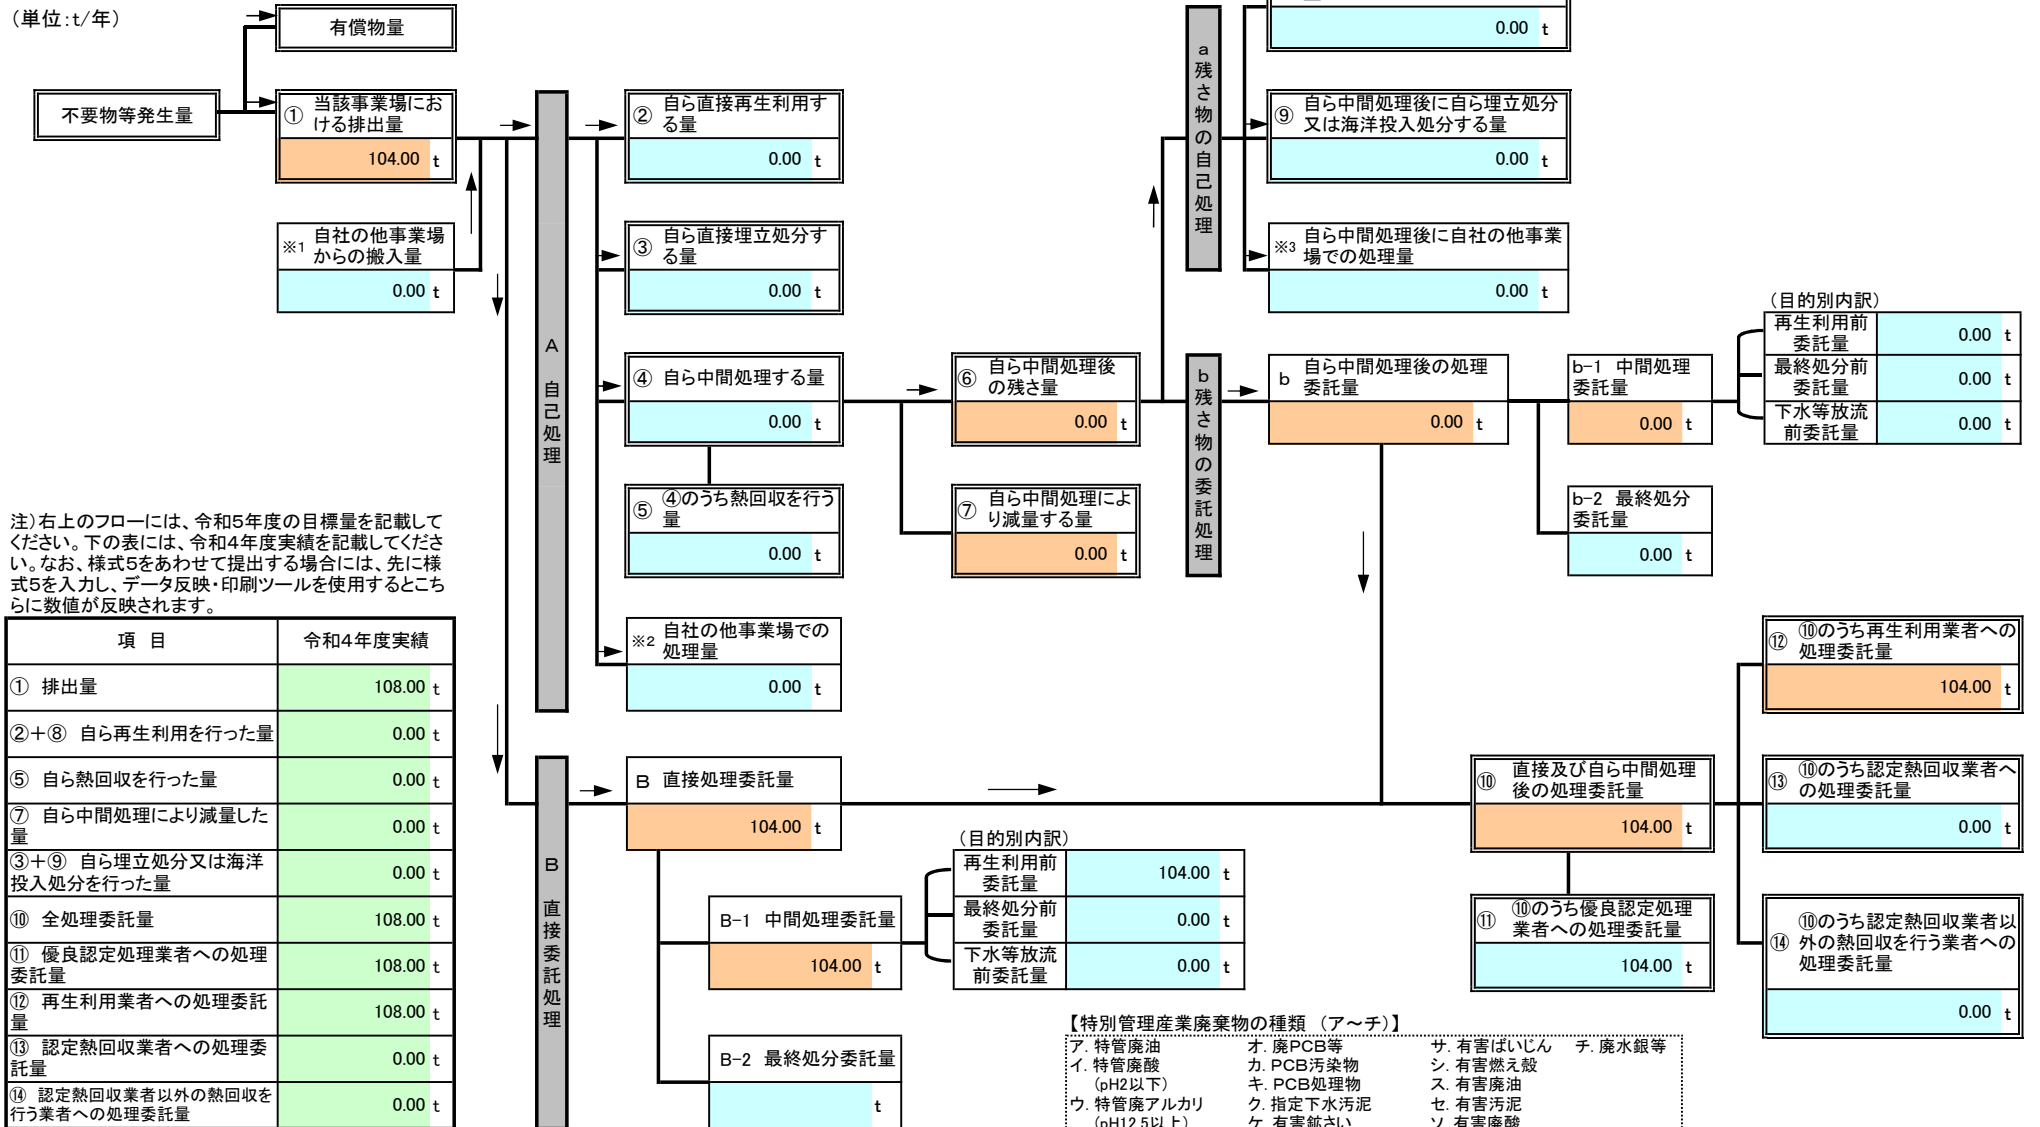 （単位:t/年）
有償物量
不要物等発生量
① 当該事業場における排出量
104.00 t
※1 自社の他事業場からの搬入量
0.00 t
A 自己処理
② 自ら直接再生利用する量
0.00 t
③ 自ら直接埋立処分する量
0.00 t
④ 自ら中間処理する量
0.00 t
⑤ ④のうち熱回収を行う量
0.00 t
※2 自社の他事業場での処理量
0.00 t
⑥ 自ら中間処理後の残さ量
0.00 t
⑦ 自ら中間処理により減量する量
0.00 t
a 残さ物の自己処理
0.00 t
⑨ 自ら中間処理後に自ら埋立処分又は海洋投入処分する量
0.00 t
※3 自ら中間処理後に自社の他事業場での処理量
0.00 t
b 残さ物の委託処理
b 自ら中間処理後の処理委託量
0.00 t
b-1 中間処理委託量
0.00 t
（目的別内訳）
再生利用前委託量 0.00 t
最終処分前委託量 0.00 t
下水等放流前委託量 0.00 t
b-2 最終処分委託量
0.00 t
注）右上のフローには、令和5年度の目標量を記載して
ください。下の表には、令和4年度実績を記載してくださ
い。なお、様式5をあわせて提出する場合には、先に様
式5を入力し、データ反映・印刷ツールを使用するとこち
らに数値が反映されます。
項 目 令和4年度実績
① 排出量 108.00 t
②＋⑧ 自ら再生利用を行った量 0.00 t
⑤ 自ら熱回収を行った量 0.00 t
⑦ 自ら中間処理により減量した量 0.00 t
③＋⑨ 自ら埋立処分又は海洋投入処分を行った量 0.00 t
⑩ 全処理委託量 108.00 t
⑪ 優良認定処理業者への処理委託量 108.00 t
⑫ 再生利用業者への処理委託量 108.00 t
⑬ 認定熱回収業者への処理委託量 0.00 t
⑭ 認定熱回収業者以外の熱回収を行う業者への処理委託量 0.00 t
B 直接委託処理
B 直接処理委託量
104.00 t
B-1 中間処理委託量
104.00 t
（目的別内訳）
再生利用前委託量 104.00 t
最終処分前委託量 0.00 t
下水等放流前委託量 0.00 t
B-2 最終処分委託量
t
⑩ 直接及び自ら中間処理後の処理委託量
104.00 t
⑪ ⑩のうち優良認定処理業者への処理委託量
104.00 t
⑫ ⑩のうち再生利用業者への処理委託量
104.00 t
⑬ ⑩のうち認定熱回収業者への処理委託量
0.00 t
⑭ ⑩のうち認定熱回収業者以外の熱回収を行う業者への処理委託量
0.00 t
【特別管理産業廃棄物の種類 （ア～チ）】
ア. 特管廃油 オ. 廃PCB等 サ. 有害ばいじん チ. 廃水銀等
イ. 特管廃酸 カ. PCB汚染物 シ. 有害燃え殻
（pH2以下） キ. PCB処理物 ス. 有害廃油
ウ. 特管廃アルカリ ク. 指定下水汚泥 セ. 有害汚泥
（pH12.5以上） ケ. 有害鉱さい ソ. 有害廃酸